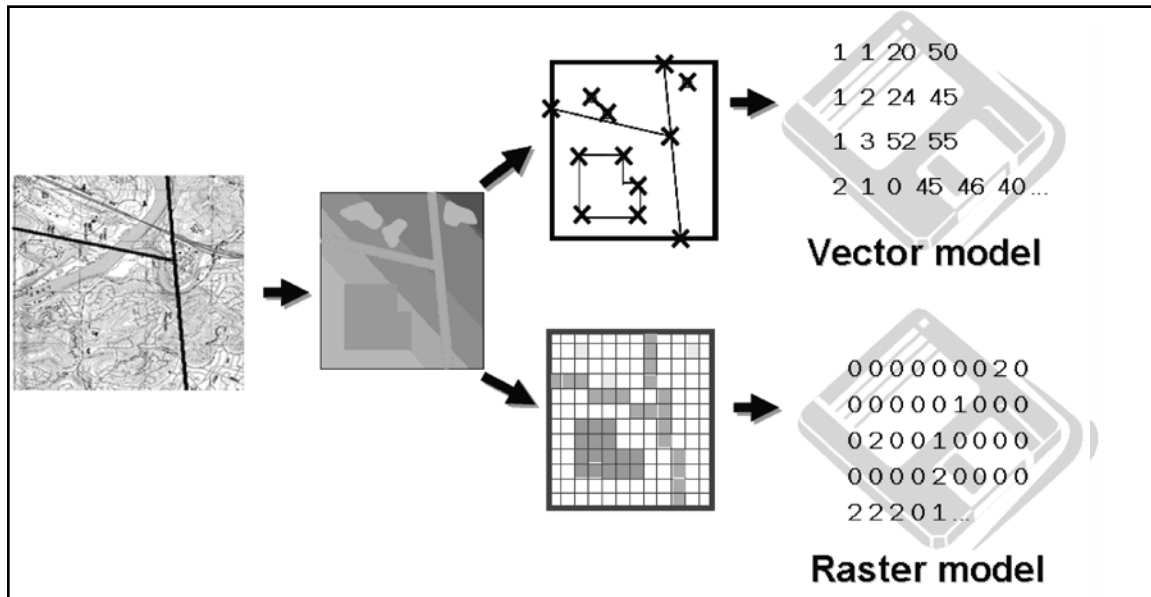 1 1 20 50
1 2 24 45
1 3 52 55
2 1 0 45 46 40 ...
Vector model
0 0 0 0 0 0 0 2 0
0 0 0 0 0 1 0 0 0
0 2 0 0 1 0 0 0 0
0 0 0 0 2 0 0 0 0
2 2 2 0 1 ...
Raster model